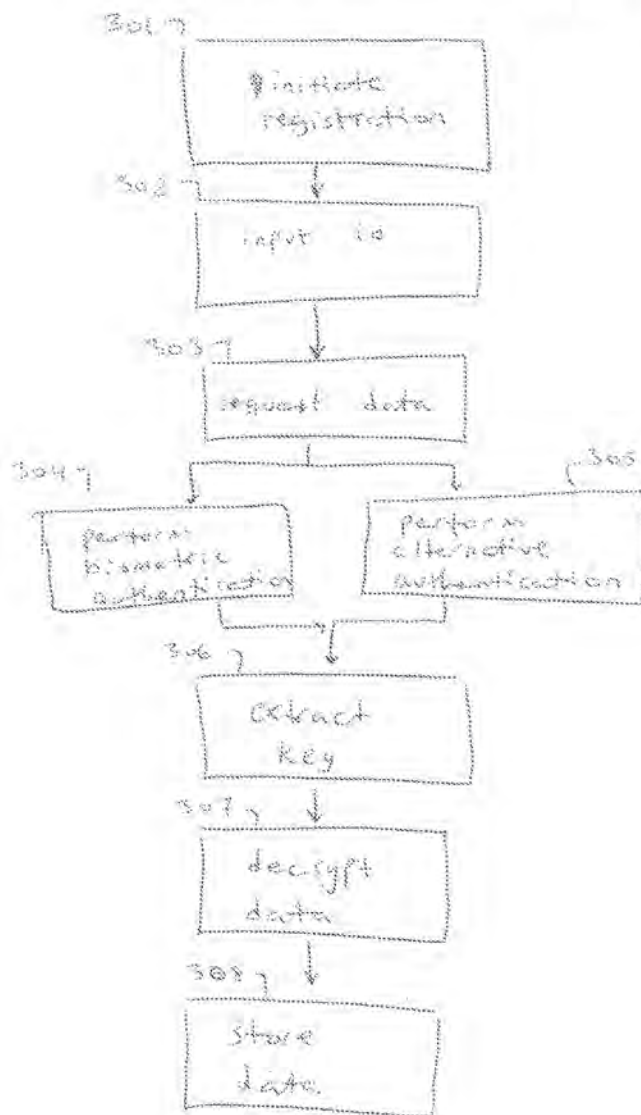 301
initiate
registration
302
input id
303
request data
304
305
perform
biometric
authentication
perform
alternative
authentication
306
extract
key
307
decrypt
data
308
store
data